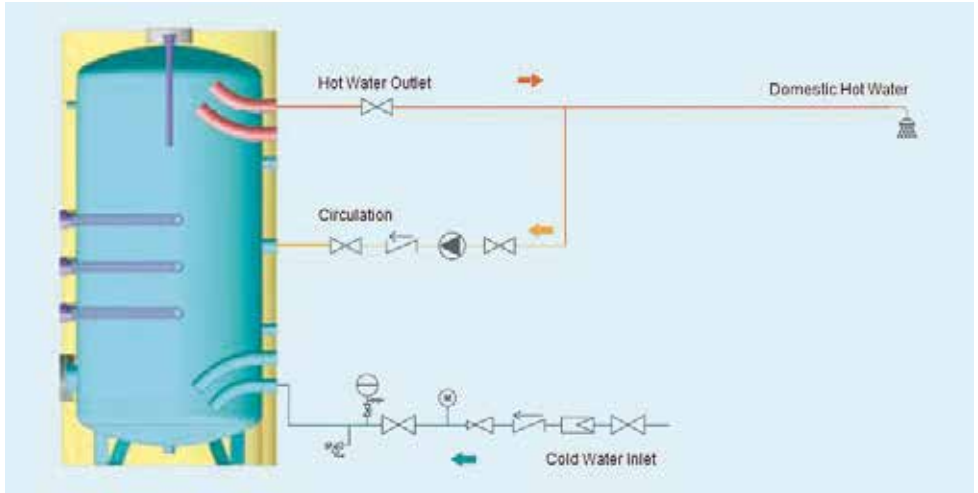 Hot Water Outlet
Domestic Hot Water
Circulation
Cold Water Inlet